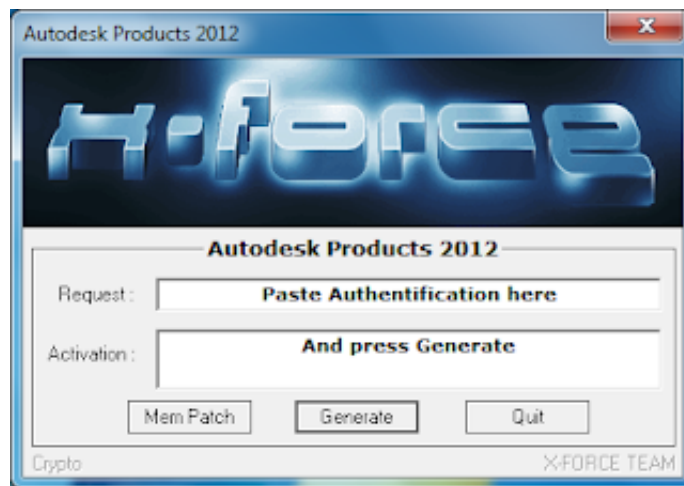 Autodesk Products 2012
x-force
Autodesk Products 2012
Request :
Paste Authentification here
Activation :
And press Generate
Mem Patch
Generate
Quit
Crypto
X-FORCE TEAM